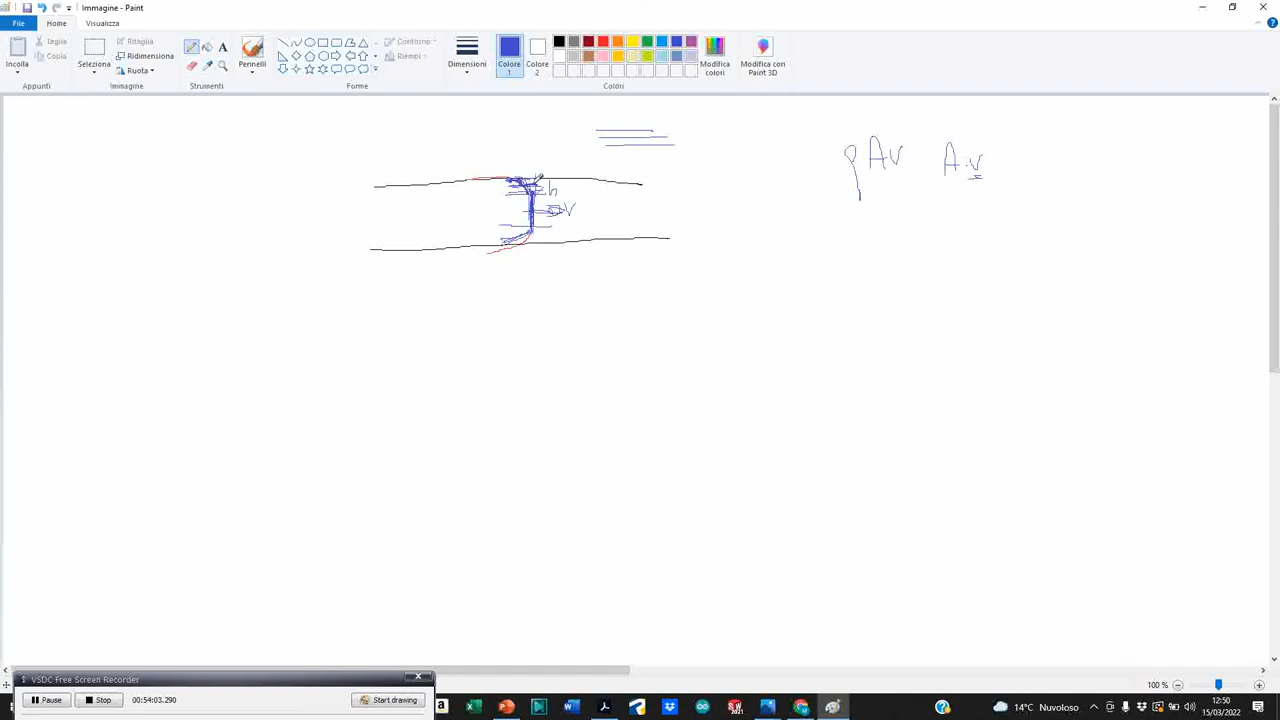 Immagine - Paint
File Home Visualizza
Incolla
Taglia
Copia
Seleziona
Ritaglia
Ridimensiona
Ruota
A
Pennelli
Contorno
Riempi
Dimensioni
Colore 1
Colore 2
Modifica colori
Modifica con Paint 3D
Appunti Immagine Strumenti Forme Colori
ρAv A·v
h
v
VSDC Free Screen Recorder
Pause Stop 00:54:03.290 Start drawing
100 %
14°C Nuvoloso
12:50
15/03/2022